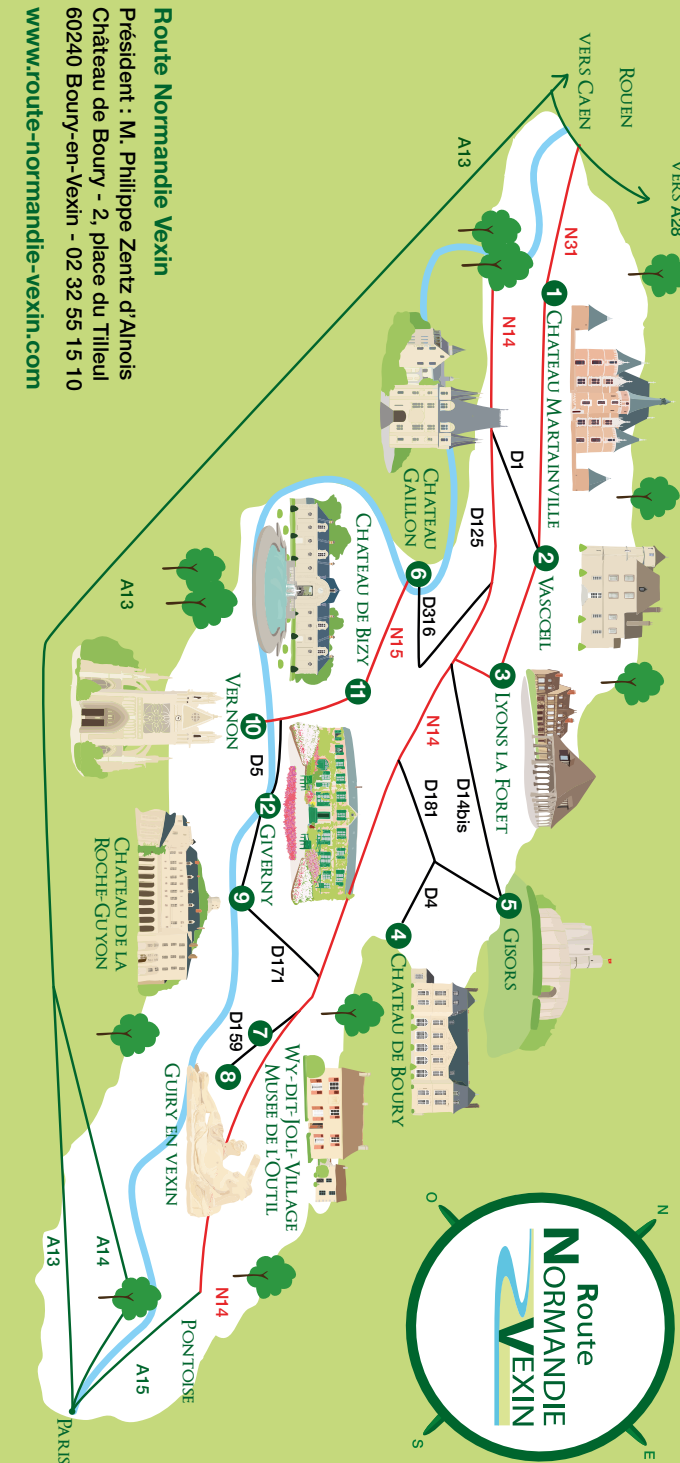 Route Normandie Vexin
Président : M. Philippe Zentz d'Alnois
Château de Boury - 2, place du Tilleul
60240 Boury-en-Vexin - 02 32 55 15 10
www.route-normandie-vexin.com
ROUEN
VERS CAEN
VERS A28
A13
N31
1
CHATEAU MARTAINVILLE
N14
D1
D125
CHATEAU
GAILLON
6
D316
2
VASCŒIL
3
LYONS LA FORET
N15
CHATEAU DE BIZY
11
A13
VERNON
10
D5
12
GIVERNY
9
N14
D181
D14bis
D4
5
GISORS
4
CHATEAU DE BOURY
CHATEAU DE LA
ROCHE-GUYON
D171
D159
7
8
WY-DIT-JOLI-VILLAGE
MUSEE DE L'OUTIL
GUIRY EN VEXIN
N14
PONTOISE
A13
A14
A15
PARIS
N
O
E
S
Route
NORMANDIE
VEXIN